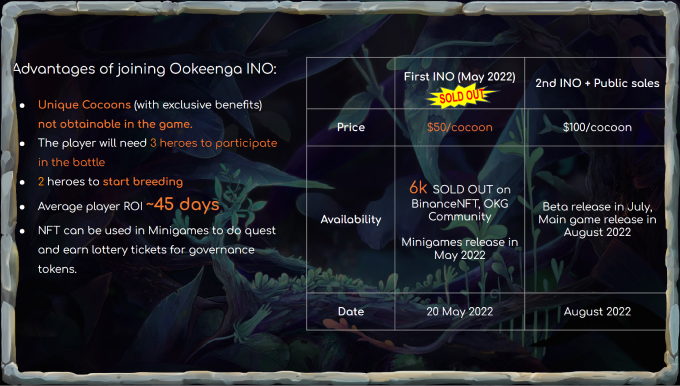 Advantages of joining Ookeenga INO:
● Unique Cocoons (with exclusive benefits)
not obtainable in the game.
● The player will need 3 heroes to participate
in the battle
● 2 heroes to start breeding
● Average player ROI ~45 days
● NFT can be used in Minigames to do quest
and earn lottery tickets for governance
tokens.
First INO (May 2022)
SOLD OUT
2nd INO + Public sales
Price
$50/cocoon
$100/cocoon
Availability
6k SOLD OUT on
BinanceNFT, OKG
Community
Minigames release in
May 2022
Beta release in July,
Main game release in
August 2022
Date
20 May 2022
August 2022